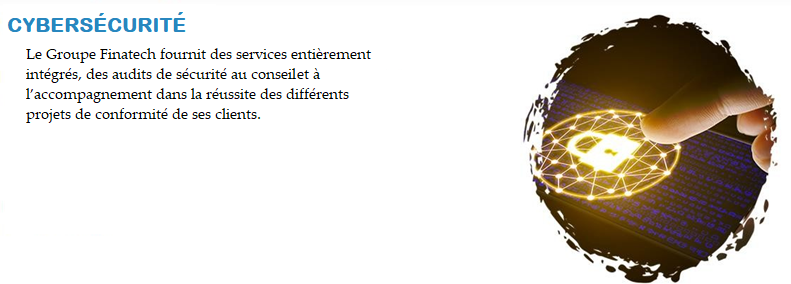 CYBERSÉCURITÉ
Le Groupe Finatech fournit des services entièrement
intégrés, des audits de sécurité au conseilet à
l’accompagnement dans la réussite des différents
projets de conformité de ses clients.